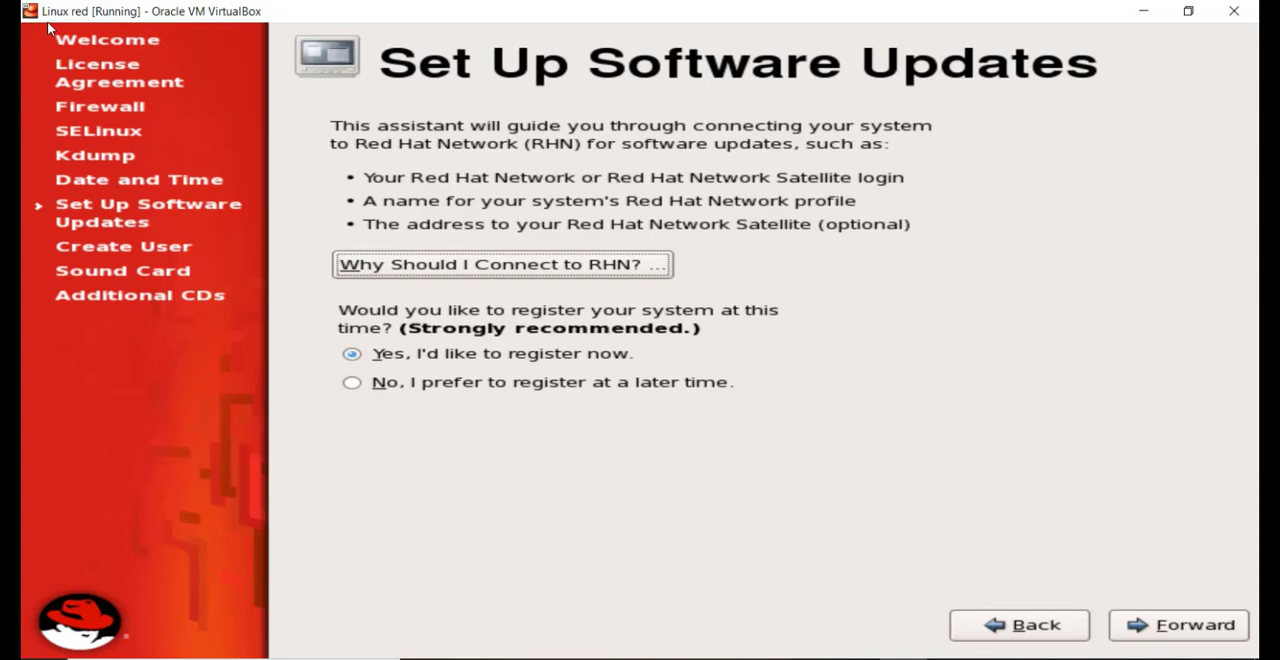 Linux red [Running] - Oracle VM VirtualBox
Welcome
License
Agreement
Firewall
SELinux
Kdump
Date and Time
Set Up Software
Updates
Create User
Sound Card
Additional CDs
Set Up Software Updates
This assistant will guide you through connecting your system
to Red Hat Network (RHN) for software updates, such as:
• Your Red Hat Network or Red Hat Network Satellite login
• A name for your system's Red Hat Network profile
• The address to your Red Hat Network Satellite (optional)
Why Should I Connect to RHN? ...
Would you like to register your system at this
time? (Strongly recommended.)
Yes, I'd like to register now.
No, I prefer to register at a later time.
Back
Forward